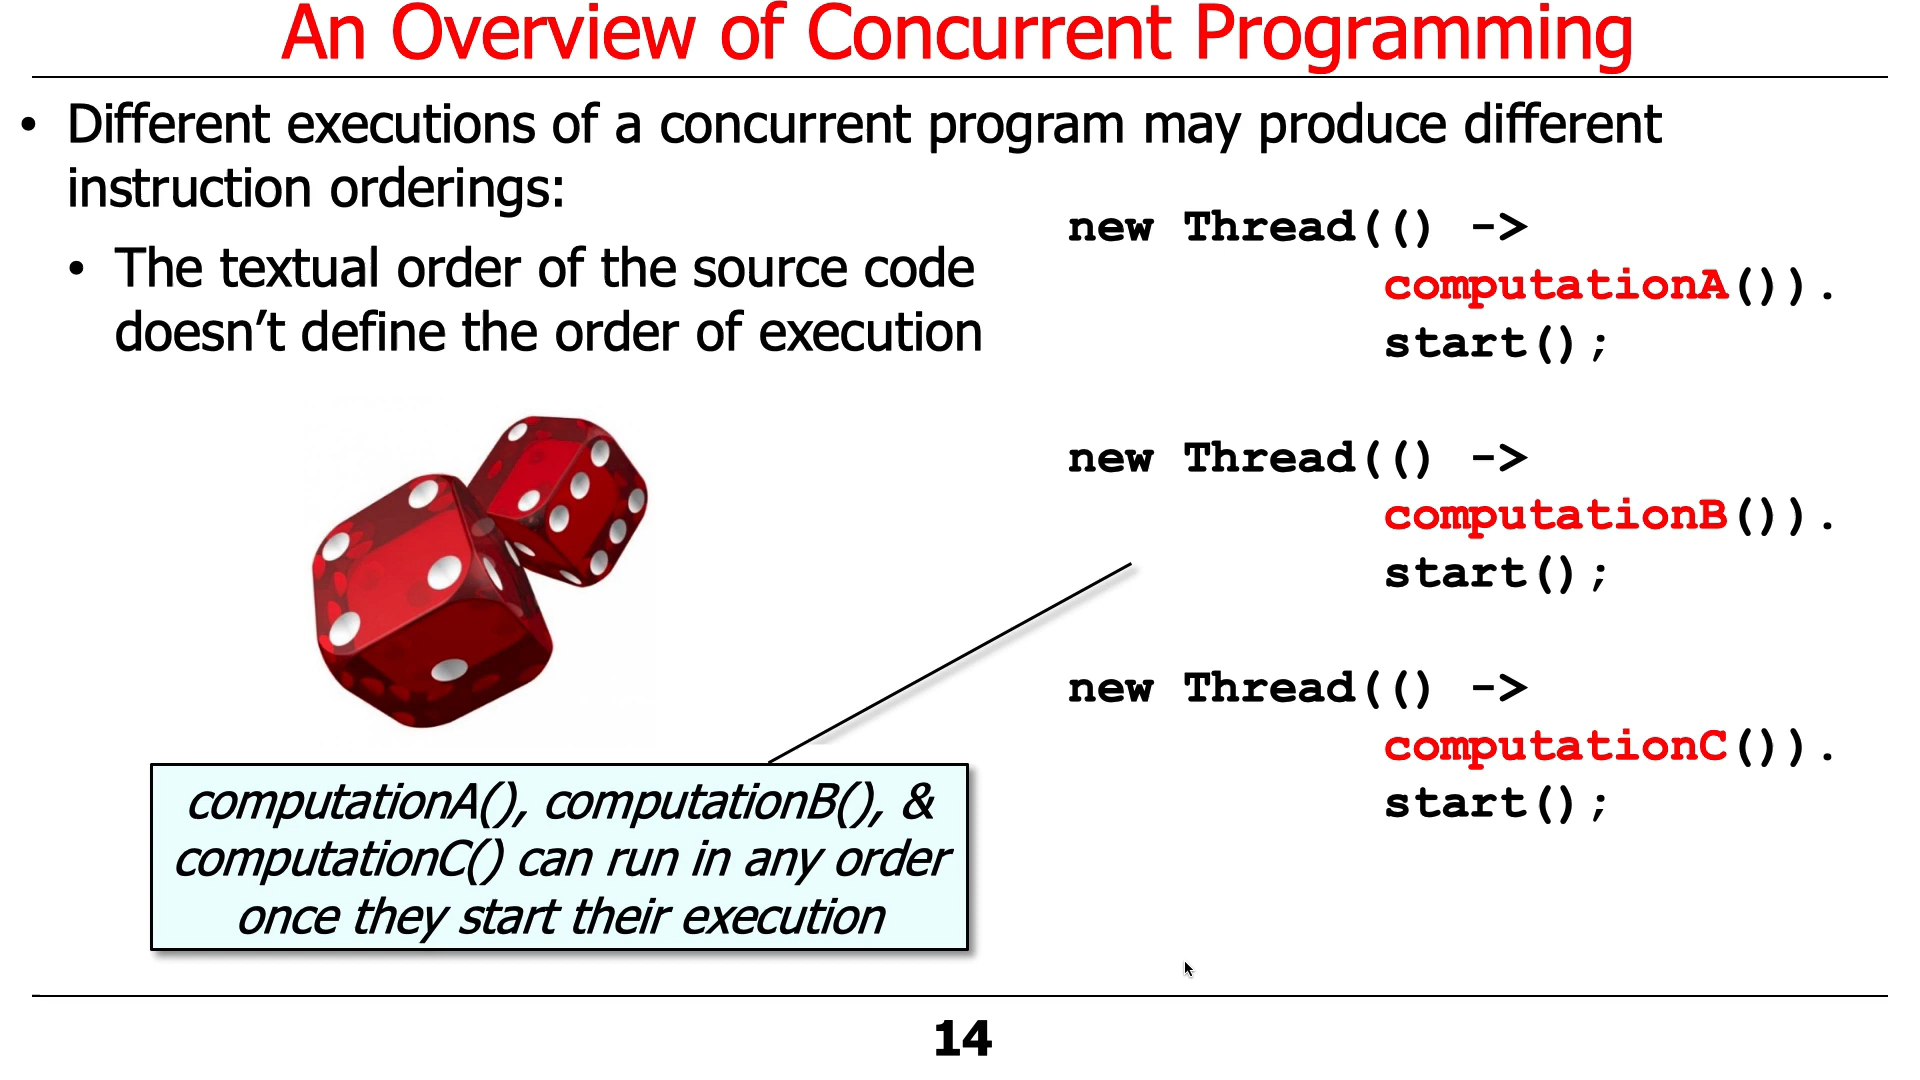 An Overview of Concurrent Programming
• Different executions of a concurrent program may produce different
instruction orderings:
• The textual order of the source code
doesn’t define the order of execution
new Thread(() ->
computationA()).
start();
new Thread(() ->
computationB()).
start();
new Thread(() ->
computationC()).
start();
computationA(), computationB(), &
computationC() can run in any order
once they start their execution
14